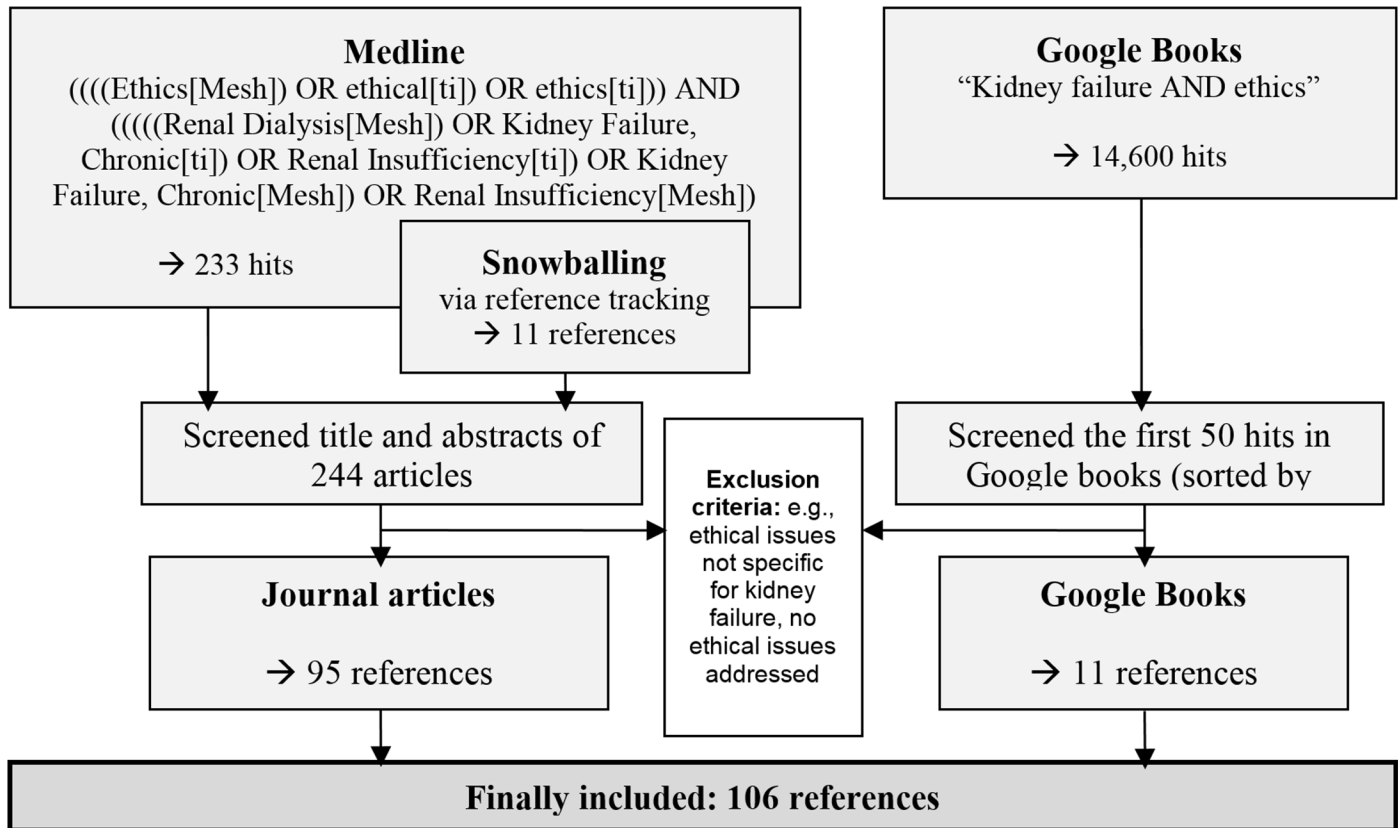 Medline
((((Ethics[Mesh]) OR ethical[ti]) OR ethics[ti])) AND
(((((Renal Dialysis[Mesh]) OR Kidney Failure,
Chronic[ti]) OR Renal Insufficiency[ti]) OR Kidney
Failure, Chronic[Mesh]) OR Renal Insufficiency[Mesh])
→ 233 hits
Snowballing
via reference tracking
→ 11 references
Google Books
“Kidney failure AND ethics”
→ 14,600 hits
Screened title and abstracts of
244 articles
Exclusion
criteria: e.g.,
ethical issues
not specific
for kidney
failure, no
ethical issues
addressed
Screened the first 50 hits in
Google books (sorted by
Journal articles
→ 95 references
Google Books
→ 11 references
Finally included: 106 references